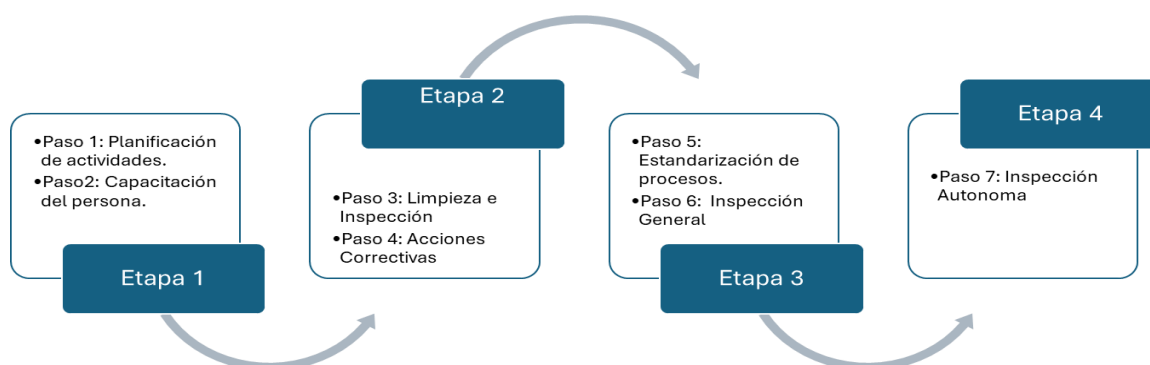 •Paso 1: Planificación
de actividades.
•Paso2: Capacitación
del persona.
Etapa 1
Etapa 2
•Paso 3: Limpieza e
Inspección
•Paso 4: Acciones
Correctivas
•Paso 5:
Estandarización de
procesos.
•Paso 6: Inspección
General
Etapa 3
Etapa 4
•Paso 7: Inspección
Autonoma